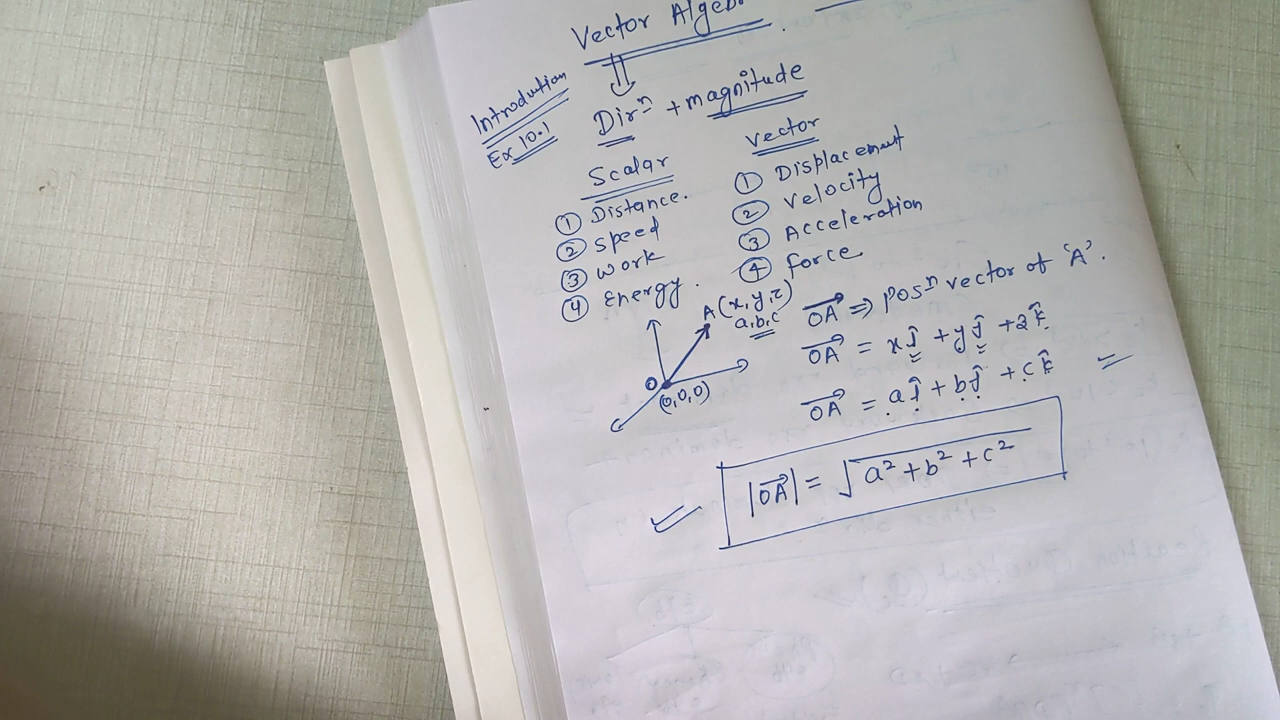 Vector Algeb
Introdution
Ex 10.1
Dirⁿ + magnitude
Scalar
① Distance.
② Speed
③ Work
④ Energy.
Vector
① Displacement
② Velocity
③ Acceleration
④ force
A (x,y,z)
a,b,c
O
(0,0,0)
OA⃗ ⇒ Posⁿ vector of 'A'.
OA⃗ = xî + yĵ + zk̂
OA⃗ = aî + bĵ + ck̂
|OA⃗| = √a² + b² + c²